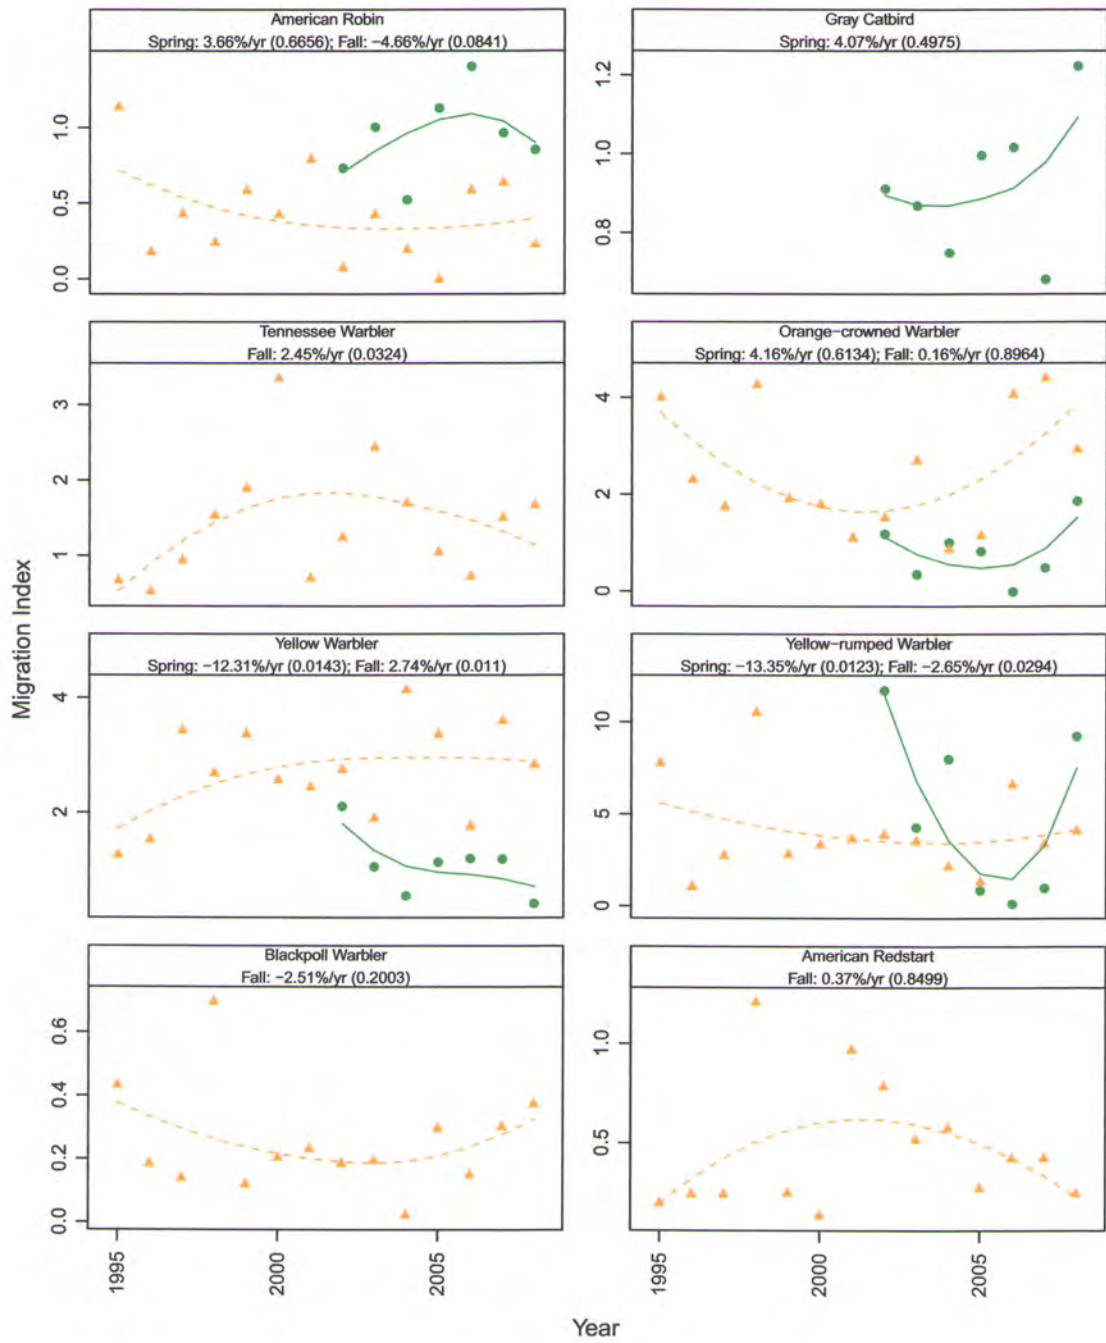 American Robin
Spring: 3.66%/yr (0.6656); Fall: −4.66%/yr (0.0841)
0.0
0.5
1.0
Gray Catbird
Spring: 4.07%/yr (0.4975)
0.8
1.0
1.2
Tennessee Warbler
Fall: 2.45%/yr (0.0324)
1
2
3
Orange-crowned Warbler
Spring: 4.16%/yr (0.6134); Fall: 0.16%/yr (0.8964)
0
2
4
Yellow Warbler
Spring: −12.31%/yr (0.0143); Fall: 2.74%/yr (0.011)
2
4
Yellow-rumped Warbler
Spring: −13.35%/yr (0.0123); Fall: −2.65%/yr (0.0294)
0
5
10
Blackpoll Warbler
Fall: −2.51%/yr (0.2003)
0.0
0.2
0.4
0.6
American Redstart
Fall: 0.37%/yr (0.8499)
0.5
1.0
1995
2000
2005
1995
2000
2005
Migration Index
Year